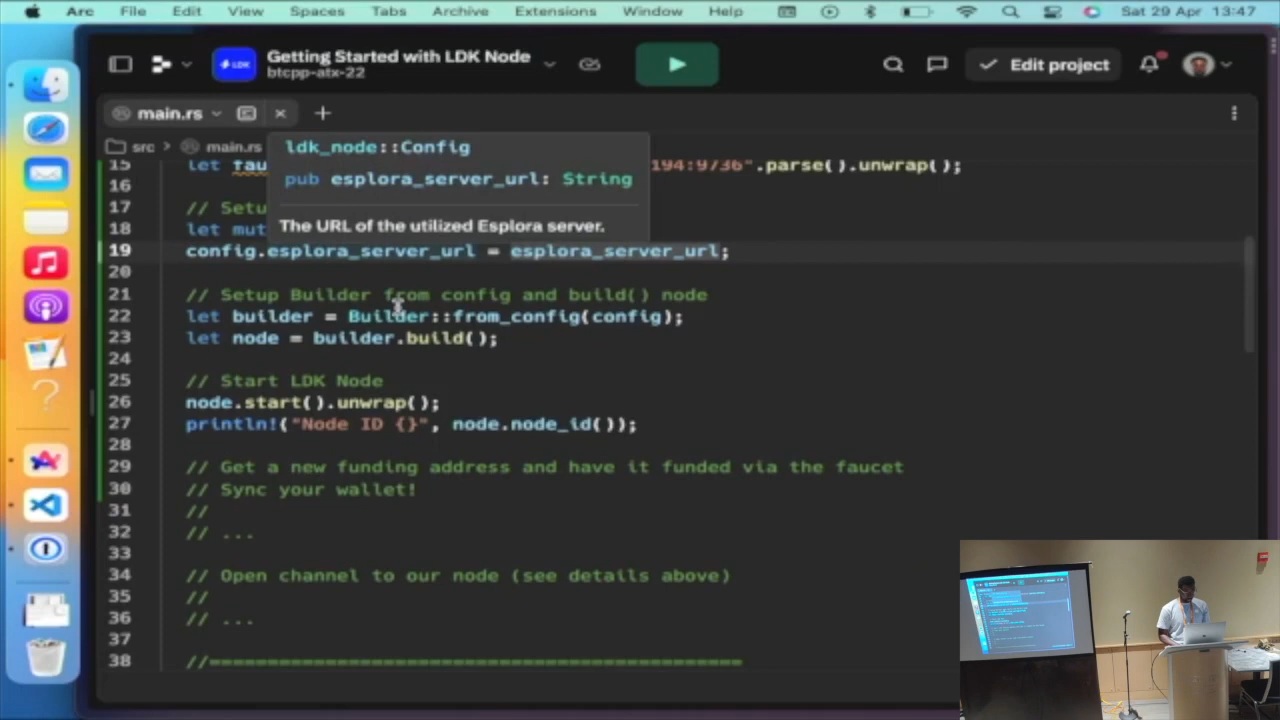 Arc File Edit View Spaces Tabs Archive Extensions Window Help Sat 29 Apr 13:47
LDK
Getting Started with LDK Node
btcpp-atx-22
Edit project
main.rs
src > main.rs
ldk_node::Config
pub esplora_server_url: String
The URL of the utilized Esplora server.
15 let fau 194:9736".parse().unwrap();
16
17 // Setu
18 let mut
19 config.esplora_server_url = esplora_server_url;
20
21 // Setup Builder from config and build() node
22 let builder = Builder::from_config(config);
23 let node = builder.build();
24
25 // Start LDK Node
26 node.start().unwrap();
27 println!("Node ID {}", node.node_id());
28
29 // Get a new funding address and have it funded via the faucet
30 // Sync your wallet!
31 //
32 // ...
33
34 // Open channel to our node (see details above)
35 //
36 // ...
37
38 //==============================================